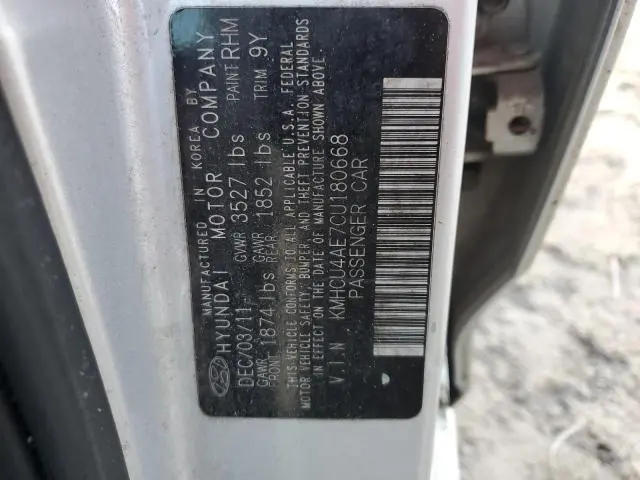 MANUFACTURED IN KOREA BY
HYUNDAI MOTOR COMPANY
DEC/03/11 GVWR 3527 lbs PAINT RHM
GAWR FRONT 1874 lbs GAWR REAR 1852 lbs TRIM 9Y
THIS VEHICLE CONFORMS TO ALL APPLICABLE U.S.A. FEDERAL
MOTOR VEHICLE SAFETY, BUMPER, AND THEFT PREVENTION STANDARDS
IN EFFECT ON THE DATE OF MANUFACTURE SHOWN ABOVE.
V.I.N KMHCU4AE7CU180668
PASSENGER CAR